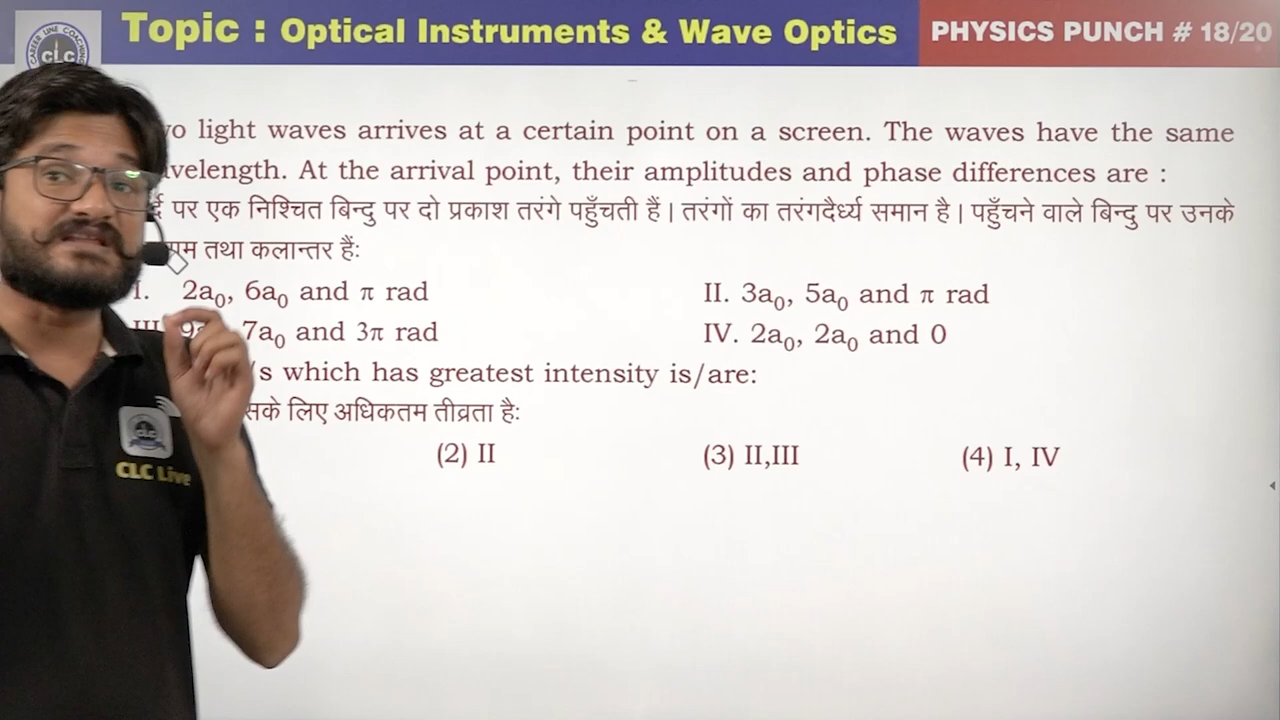 Topic : Optical Instruments & Wave Optics
PHYSICS PUNCH # 18/20
CAREER LINE COACHING
CLC
light waves arrives at a certain point on a screen. The waves have the same
At the arrival point, their amplitudes and phase differences are :
पर एक निश्चित बिन्दु पर दो प्रकाश तरंगे पहुँचती हैं। तरंगों का तरंगदैर्ध्य समान है। पहुँचने वाले बिन्दु पर उनके
तथा कलान्तर हैं:
I. 2a₀, 6a₀ and π rad
II. 3a₀, 5a₀ and π rad
7a₀ and 3π rad
IV. 2a₀, 2a₀ and 0
/s which has greatest intensity is/are:
लिए अधिकतम तीव्रता है:
(2) II
(3) II,III
(4) I, IV
CLC
CLC Live